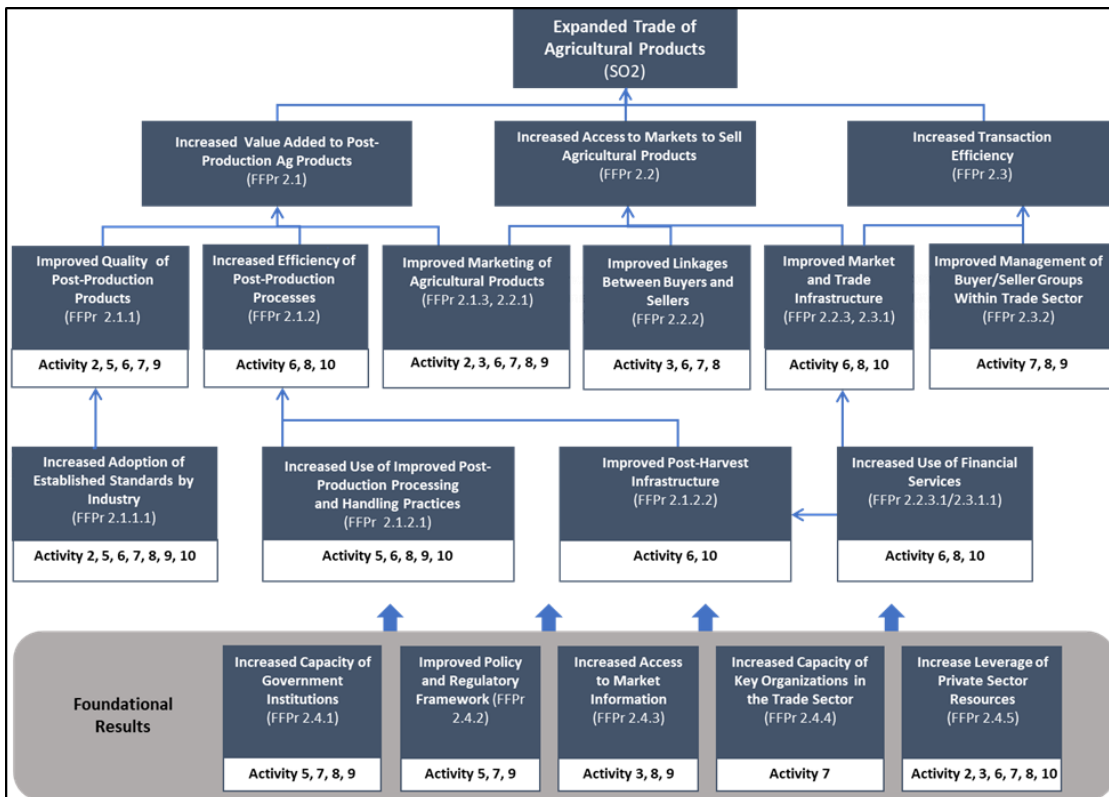 Expanded Trade of
Agricultural Products
(SO2)
Increased Value Added to Post-
Production Ag Products
(FFPr 2.1)
Increased Access to Markets to Sell
Agricultural Products
(FFPr 2.2)
Increased Transaction
Efficiency
(FFPr 2.3)
Improved Quality of
Post-Production
Products
(FFPr 2.1.1)
Activity 2, 5, 6, 7, 9
Increased Efficiency of
Post-Production
Processes
(FFPr 2.1.2)
Activity 6, 8, 10
Improved Marketing of
Agricultural Products
(FFPr 2.1.3, 2.2.1)
Activity 2, 3, 6, 7, 8, 9
Improved Linkages
Between Buyers and
Sellers
(FFPr 2.2.2)
Activity 3, 6, 7, 8
Improved Market
and Trade
Infrastructure
(FFPr 2.2.3, 2.3.1)
Activity 6, 8, 10
Improved Management of
Buyer/Seller Groups
Within Trade Sector
(FFPr 2.3.2)
Activity 7, 8, 9
Increased Adoption of
Established Standards by
Industry
(FFPr 2.1.1.1)
Activity 2, 5, 6, 7, 8, 9, 10
Increased Use of Improved Post-
Production Processing
and Handling Practices
(FFPr 2.1.2.1)
Activity 5, 6, 8, 9, 10
Improved Post-Harvest
Infrastructure
(FFPr 2.1.2.2)
Activity 6, 10
Increased Use of Financial
Services
(FFPr 2.2.3.1/2.3.1.1)
Activity 6, 8, 10
Foundational
Results
Increased Capacity of
Government
Institutions
(FFPr 2.4.1)
Activity 5, 7, 8, 9
Improved Policy
and Regulatory
Framework (FFPr
2.4.2)
Activity 5, 7, 9
Increased Access
to Market
Information
(FFPr 2.4.3)
Activity 3, 8, 9
Increased Capacity of
Key Organizations in
the Trade Sector
(FFPr 2.4.4)
Activity 7
Increase Leverage of
Private Sector
Resources
(FFPr 2.4.5)
Activity 2, 3, 6, 7, 8, 10